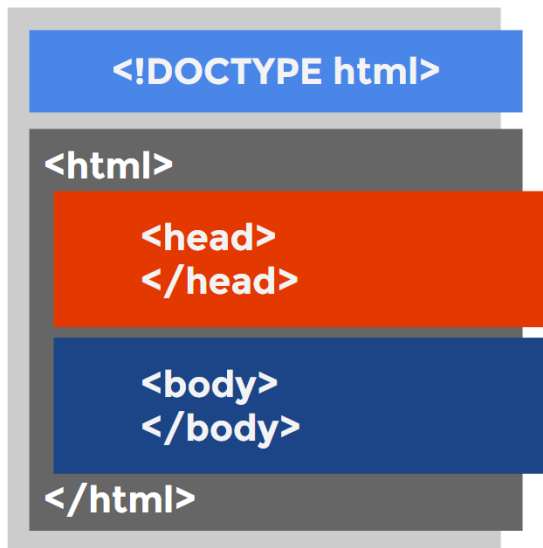 <!DOCTYPE html>
<html>
<head>
</head>
<body>
</body>
</html>